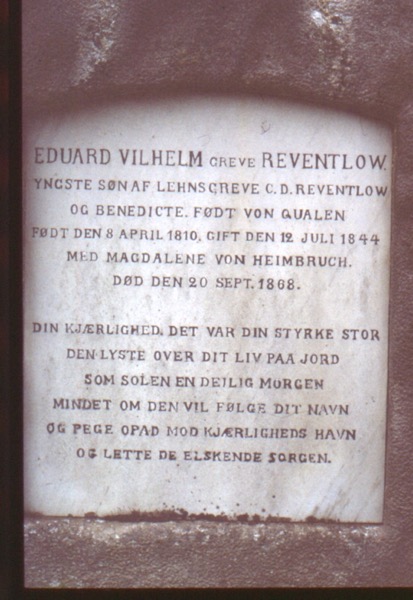 EDUARD VILHELM GREVE REVENTLOW.
YNGSTE SØN AF LEHNSGREVE C.D. REVENTLOW
OG BENEDICTE. FØDT VON QUALEN
FØDT DEN 8 APRIL 1810, GIFT DEN 12 JULI 1844
MED MAGDALENE VON HEIMBRUCH.
DØD DEN 20 SEPT. 1868.
DIN KJÆRLIGHED, DET VAR DIN STYRKE STOR
DEN LYSTE OVER DIT LIV PAA JORD
SOM SOLEN EN DEILIG MORGEN
MINDET OM DEN VIL FØLGE DIT NAVN
OG PEGE OPAD MOD KJÆRLIGHEDS HAVN
OG LETTE DE ELSKENDE SORGEN.